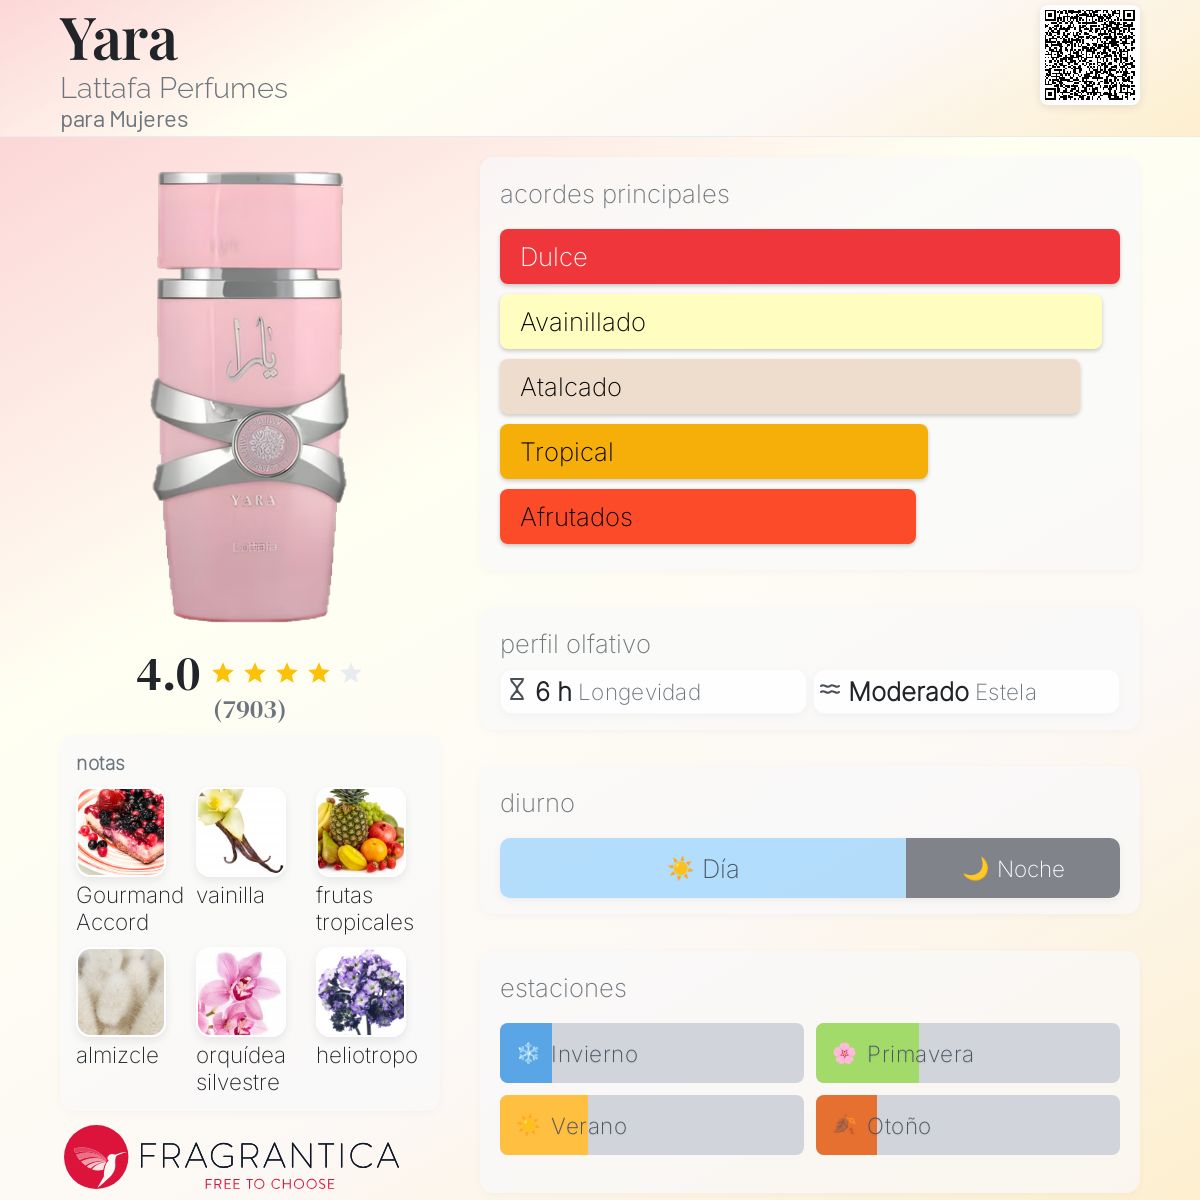 Yara
Lattafa Perfumes
para Mujeres
يارا
YARA
Lattafa
4.0
(7903)
notas
Gourmand
Accord
vainilla
frutas
tropicales
almizcle
orquídea
silvestre
heliotropo
FRAGRANTICA
FREE TO CHOOSE
acordes principales
Dulce
Avainillado
Atalcado
Tropical
Afrutados
perfil olfativo
6 h Longevidad
Moderado Estela
diurno
Día
Noche
estaciones
Invierno
Primavera
Verano
Otoño